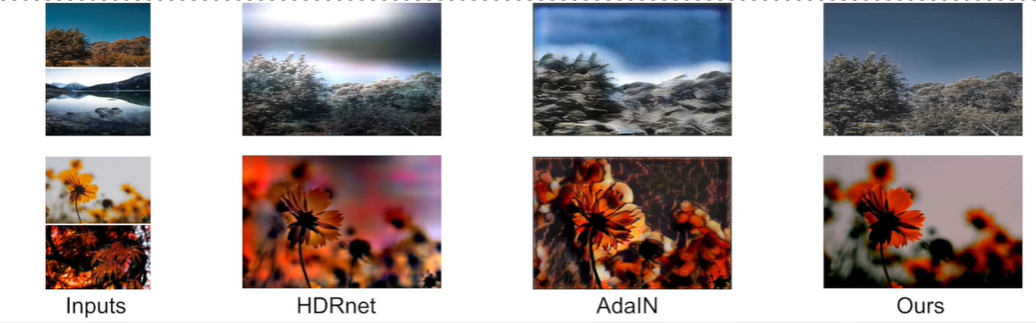 Inputs
HDRnet
AdaIN
Ours